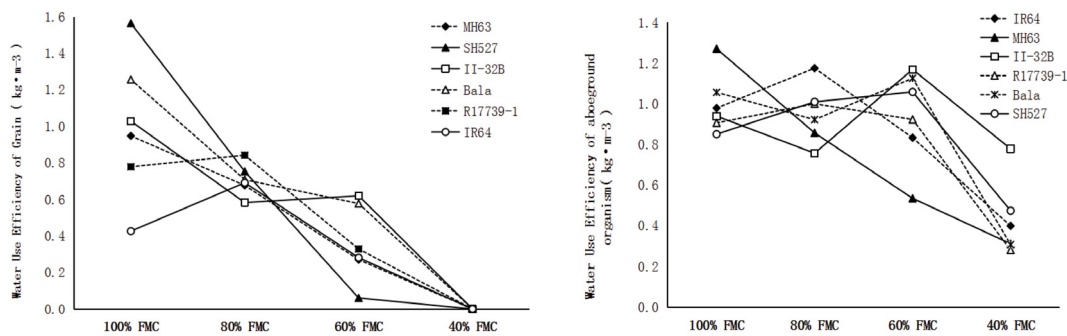 Water Use Efficiency of Grain ( kg•m-3 )
1.6
1.4
1.2
1.0
0.8
0.6
0.4
0.2
0.0
100% FMC 80% FMC 60% FMC 40% FMC
MH63
SH527
II-32B
Bala
R17739-1
IR64
Water Use Efficiency of aboeground
organism( kg•m-3 )
1.4
1.2
1.0
0.8
0.6
0.4
0.2
0.0
100% FMC 80% FMC 60% FMC 40% FMC
IR64
MH63
II-32B
R17739-1
Bala
SH527